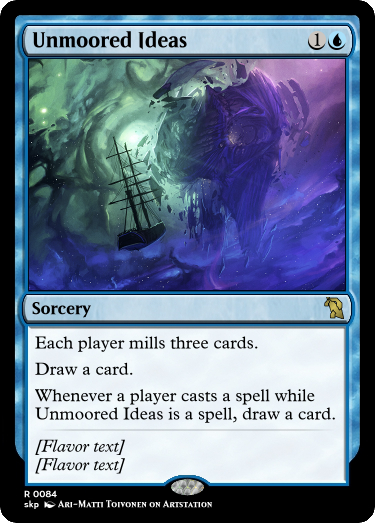 Unmoored Ideas 1
Sorcery
Each player mills three cards.
Draw a card.
Whenever a player casts a spell while
Unmoored Ideas is a spell, draw a card.
[Flavor text]
[Flavor text]
R 0084
skp Ari-Matti Toivonen on Artstation